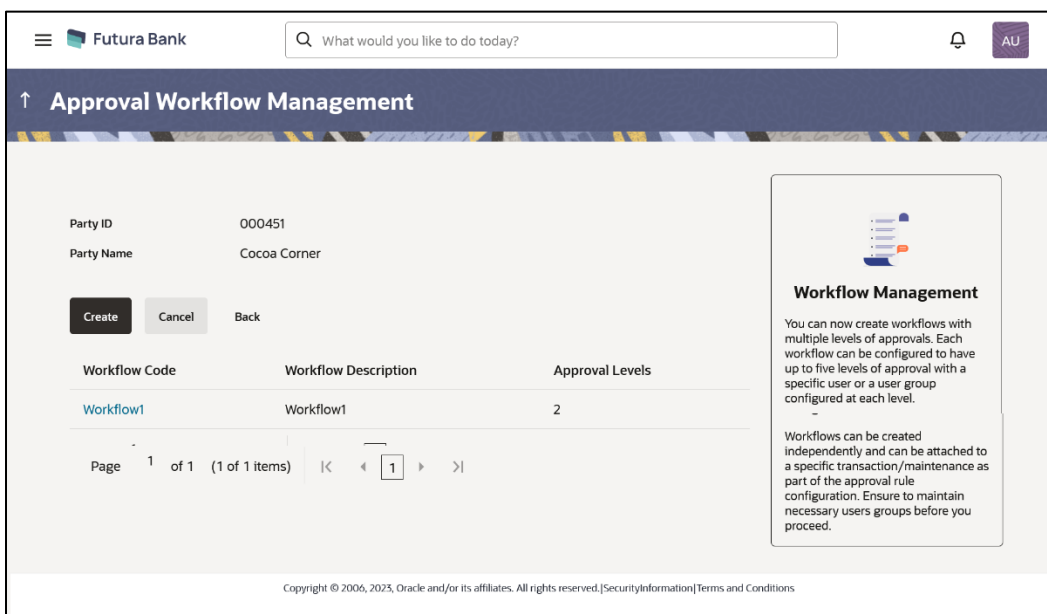 Futura Bank
What would you like to do today?
AU
↑ Approval Workflow Management
Party ID 000451
Party Name Cocoa Corner
Create Cancel Back
Workflow Code Workflow Description Approval Levels
Workflow1 Workflow1 2
Page 1 of 1 (1 of 1 items) 1
Workflow Management
You can now create workflows with
multiple levels of approvals. Each
workflow can be configured to have
up to five levels of approval with a
specific user or a user group
configured at each level.
Workflows can be created
independently and can be attached to
a specific transaction/maintenance as
part of the approval rule
configuration. Ensure to maintain
necessary users groups before you
proceed.
Copyright © 2006, 2023, Oracle and/or its affiliates. All rights reserved.|SecurityInformation|Terms and Conditions